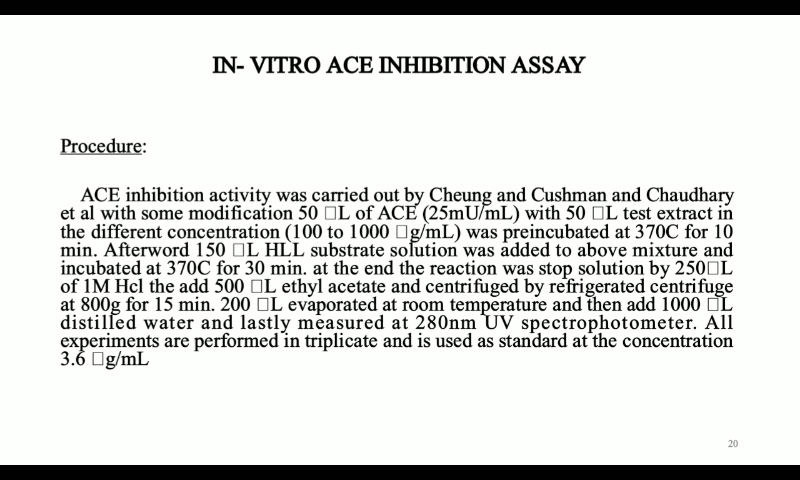 IN- VITRO ACE INHIBITION ASSAY
Procedure:
ACE inhibition activity was carried out by Cheung and Cushman and Chaudhary
et al with some modification 50 □L of ACE (25mU/mL) with 50 □L test extract in
the different concentration (100 to 1000 □g/mL) was preincubated at 370C for 10
min. Afterword 150 □L HLL substrate solution was added to above mixture and
incubated at 370C for 30 min. at the end the reaction was stop solution by 250□L
of 1M Hcl the add 500 □L ethyl acetate and centrifuged by refrigerated centrifuge
at 800g for 15 min. 200 □L evaporated at room temperature and then add 1000 □L
distilled water and lastly measured at 280nm UV spectrophotometer. All
experiments are performed in triplicate and is used as standard at the concentration
3.6 □g/mL
20